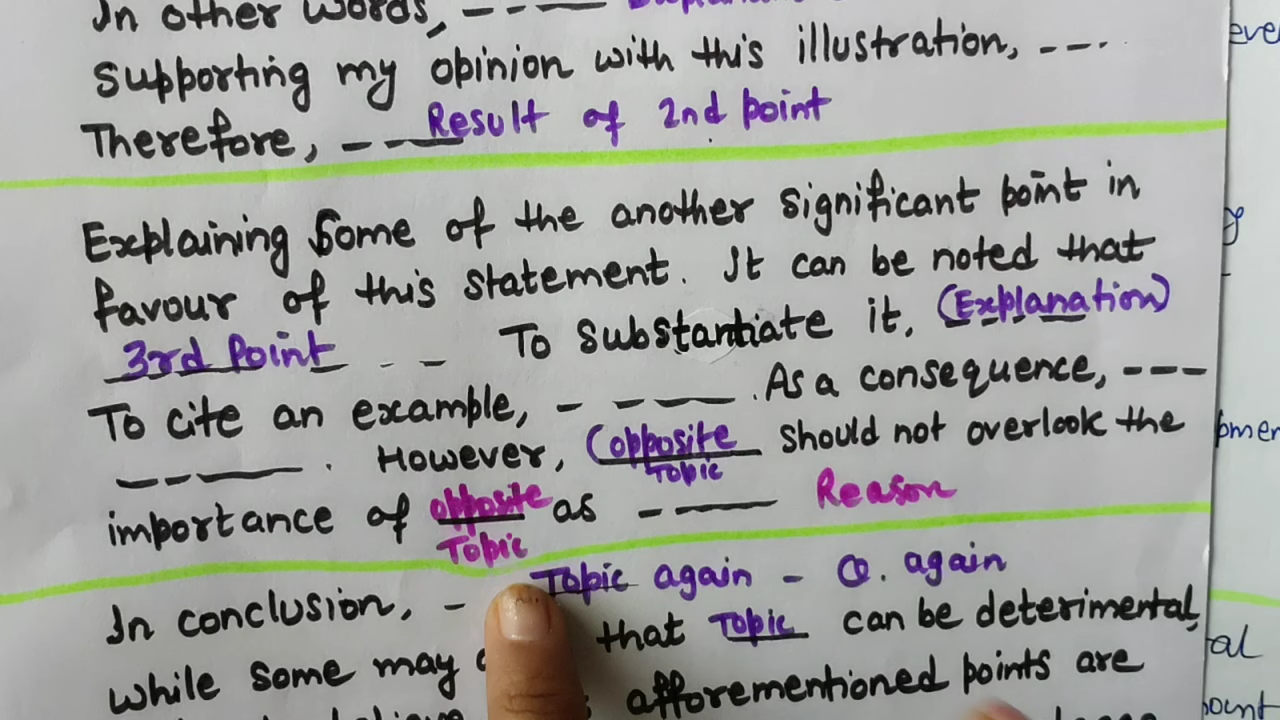 In other words, -----
supporting my opinion with this illustration, ---.
Therefore, ---- Result of 2nd point
Explaining some of the another significant point in
favour of this statement. It can be noted that
3rd Point - - To substantiate it, (Explanation)
To cite an example, - ----. As a consequence, ---
-----. However, (opposite Topic should not overlook the
importance of opposite Topic as ----- Reason
Topic again - Q. again
In conclusion, -
that Topic can be deterimental,
while some may
afforementioned points are